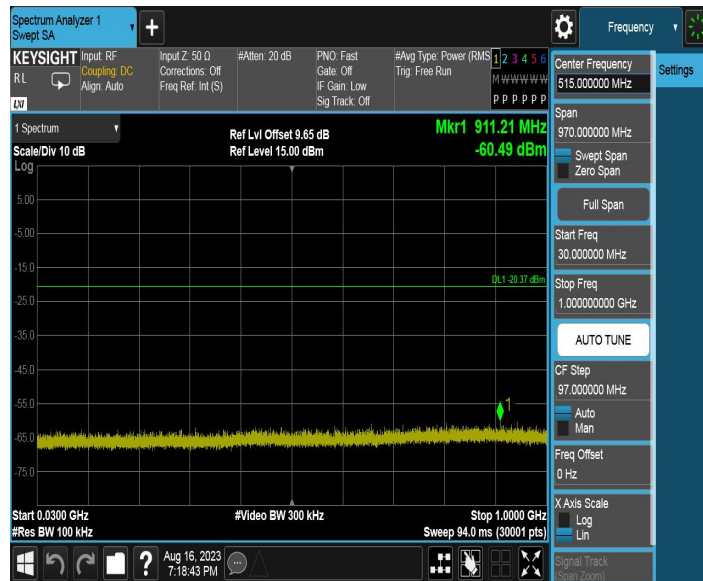 Spectrum Analyzer 1
Swept SA
+
Frequency
KEYSIGHT
RL
LXI
Input: RF
Coupling: DC
Align: Auto
Input Z: 50 Ω
Corrections: Off
Freq Ref: Int (S)
#Atten: 20 dB
PNO: Fast
Gate: Off
IF Gain: Low
Sig Track: Off
#Avg Type: Power (RMS
Trig: Free Run
1 2 3 4 5 6
M W W W W W
P P P P P P
Center Frequency
515.000000 MHz
Settings
Span
970.000000 MHz
Swept Span
Zero Span
Full Span
Start Freq
30.000000 MHz
Stop Freq
1.000000000 GHz
AUTO TUNE
CF Step
97.000000 MHz
Auto
Man
Freq Offset
0 Hz
X Axis Scale
Log
Lin
Signal Track
(Span Zoom)
1 Spectrum
Scale/Div 10 dB
Ref Lvl Offset 9.65 dB
Ref Level 15.00 dBm
Mkr1 911.21 MHz
-60.49 dBm
Log
5.00
-5.00
-15.0
DL1 -20.37 dBm
-25.0
-35.0
-45.0
-55.0
1
-65.0
-75.0
Start 0.0300 GHz
#Res BW 100 kHz
#Video BW 300 kHz
Stop 1.0000 GHz
Sweep 94.0 ms (30001 pts)
?
Aug 16, 2023
7:18:43 PM